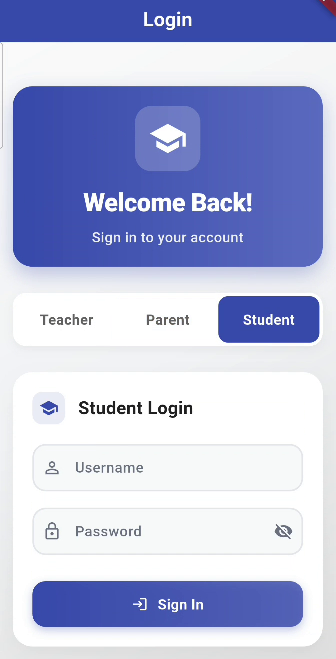 Login
Welcome Back!
Sign in to your account
Teacher Parent Student
Student Login
Username
Password
Sign In